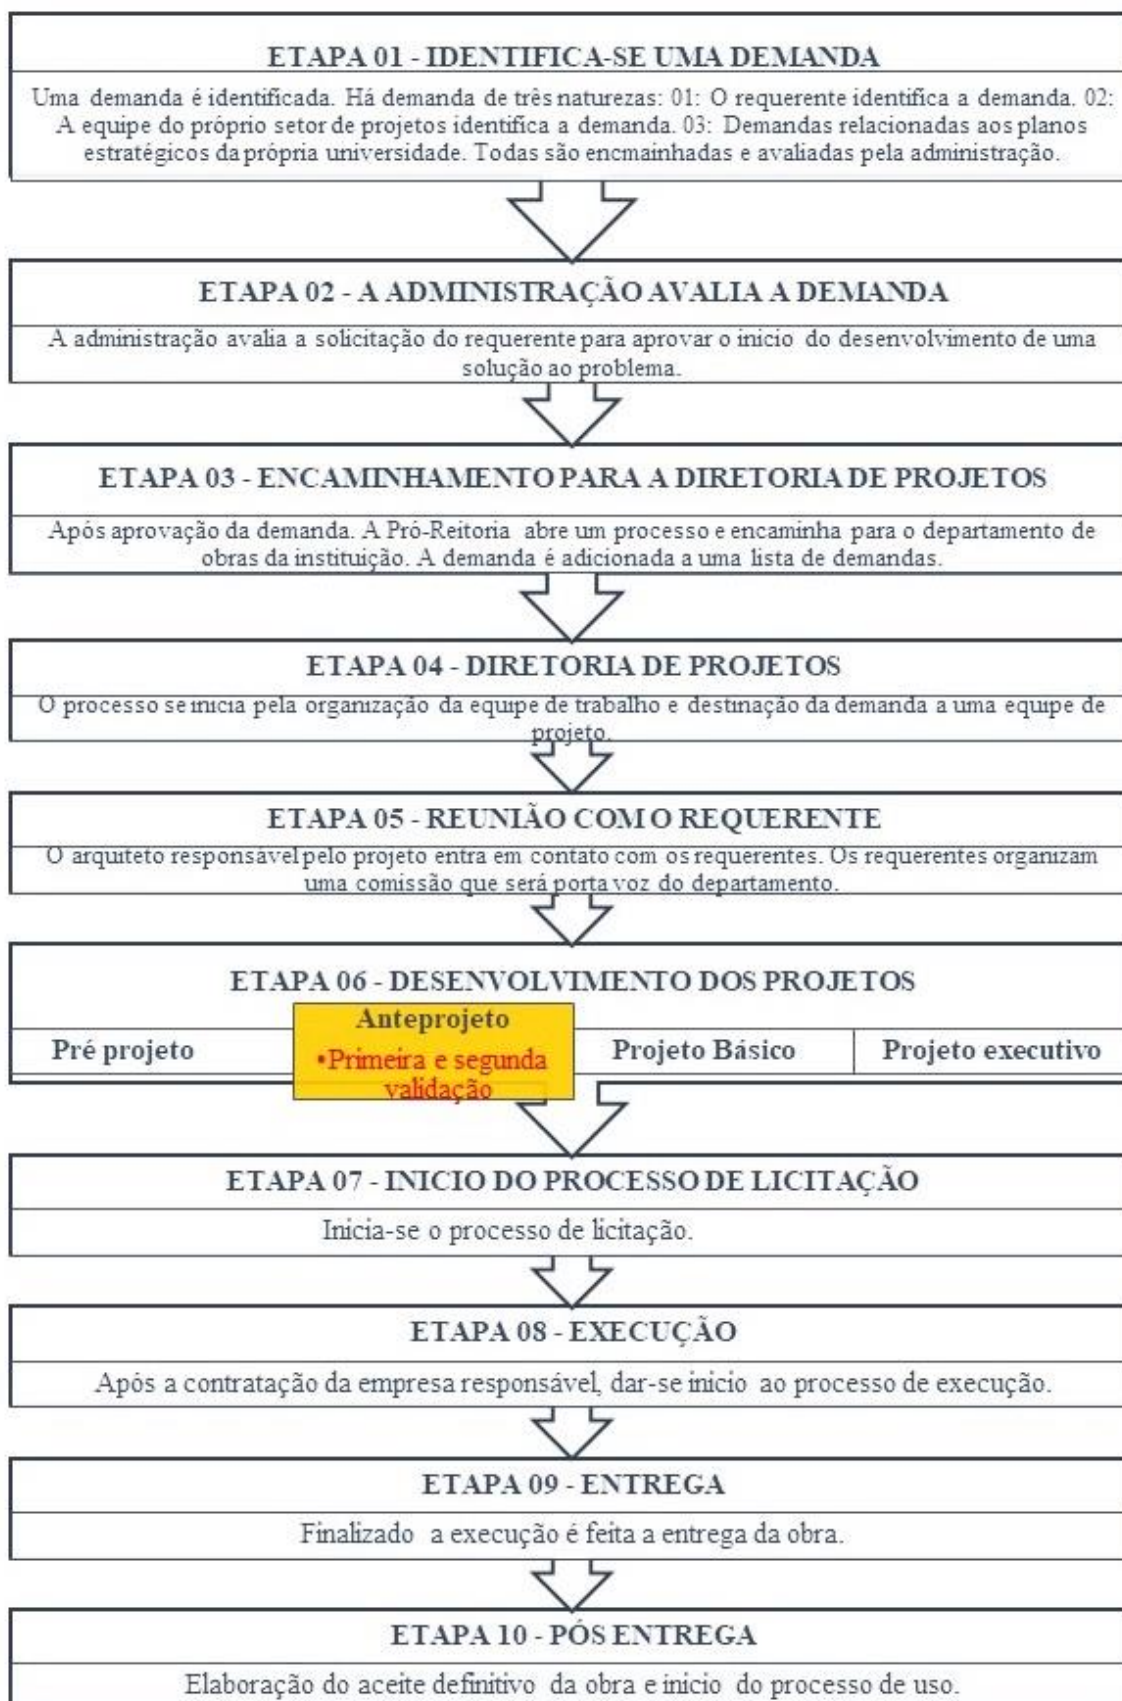 ETAPA 01 - IDENTIFICA-SE UMA DEMANDA
Uma demanda é identificada. Há demanda de três naturezas: 01: O requerente identifica a demanda. 02:
A equipe do próprio setor de projetos identifica a demanda. 03: Demandas relacionadas aos planos
estratégicos da própria universidade. Todas são encmainhadas e avaliadas pela administração.
ETAPA 02 - A ADMINISTRAÇÃO AVALIA A DEMANDA
A administração avalia a solicitação do requerente para aprovar o inicio do desenvolvimento de uma
solução ao problema.
ETAPA 03 - ENCAMINHAMENTO PARA A DIRETORIA DE PROJETOS
Após aprovação da demanda. A Pró-Reitoria abre um processo e encaminha para o departamento de
obras da instituição. A demanda é adicionada a uma lista de demandas.
ETAPA 04 - DIRETORIA DE PROJETOS
O processo se inicia pela organização da equipe de trabalho e destinação da demanda a uma equipe de
projeto.
ETAPA 05 - REUNIÃO COM O REQUERENTE
O arquiteto responsável pelo projeto entra em contato com os requerentes. Os requerentes organizam
uma comissão que será porta voz do departamento.
ETAPA 06 - DESENVOLVIMENTO DOS PROJETOS
Pré projeto
Anteprojeto
•Primeira e segunda
validação
Projeto Básico
Projeto executivo
ETAPA 07 - INICIO DO PROCESSO DE LICITAÇÃO
Inicia-se o processo de licitação.
ETAPA 08 - EXECUÇÃO
Após a contratação da empresa responsável, dar-se inicio ao processo de execução.
ETAPA 09 - ENTREGA
Finalizado a execução é feita a entrega da obra.
ETAPA 10 - PÓS ENTREGA
Elaboração do aceite definitivo da obra e inicio do processo de uso.